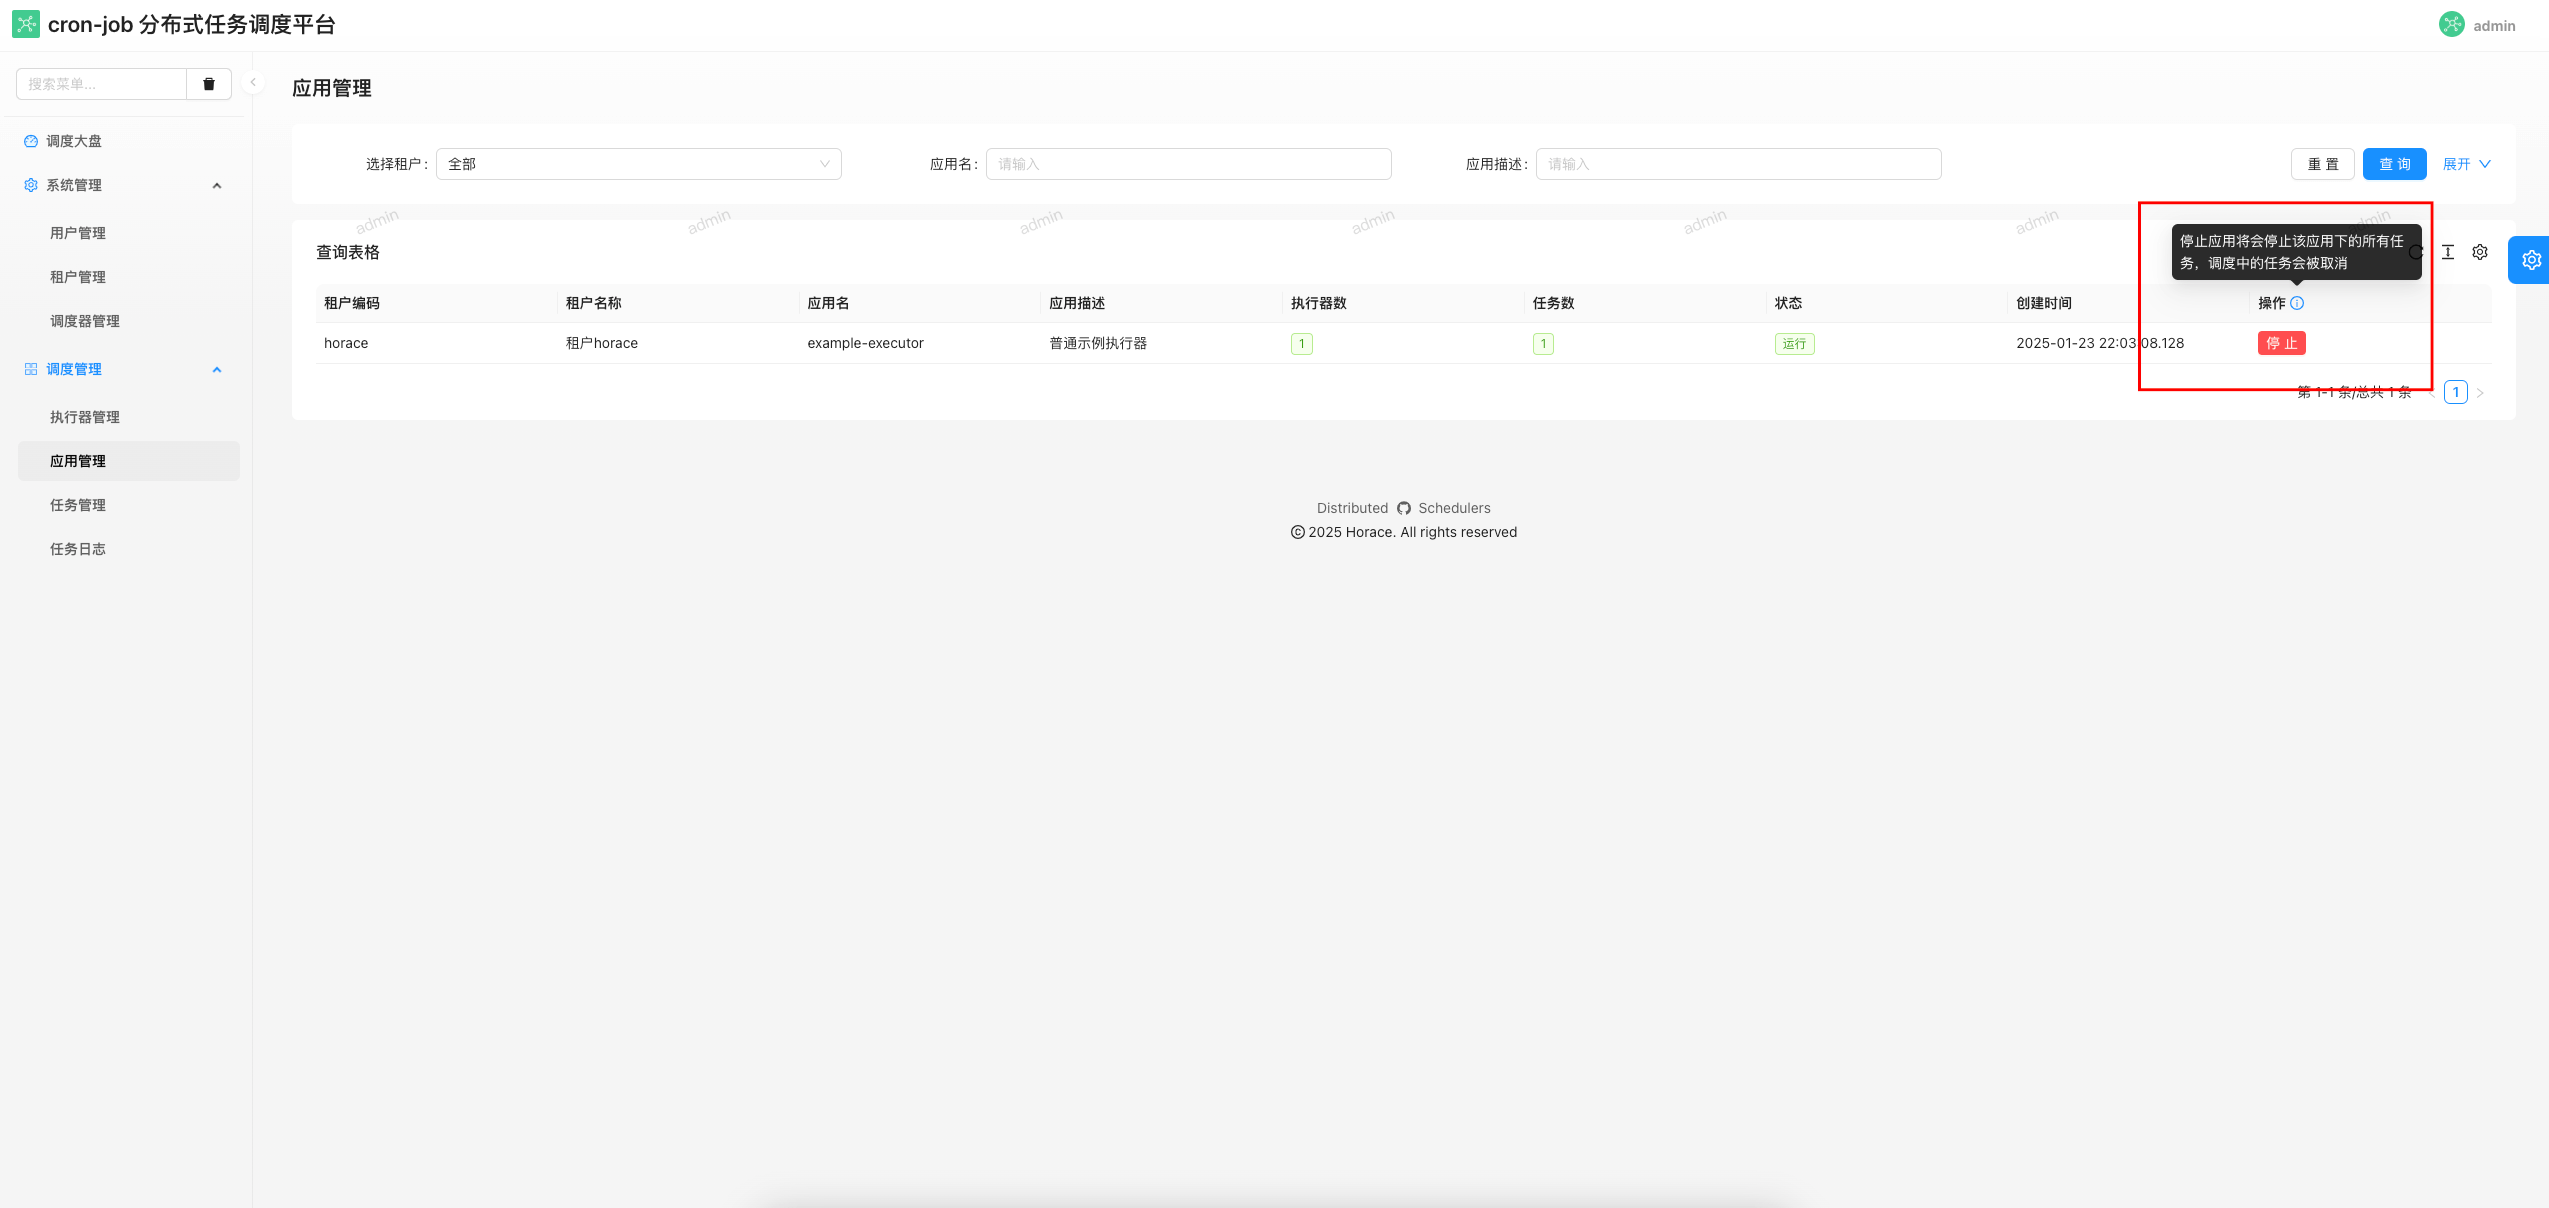 cron-job 分布式任务调度平台
admin
搜索菜单...
调度大盘
系统管理
用户管理
租户管理
调度器管理
调度管理
执行器管理
应用管理
任务管理
任务日志
应用管理
选择租户: 全部
应用名: 请输入
应用描述: 请输入
重 置 查 询 展开
admin admin admin admin admin admin admin
查询表格
停止应用将会停止该应用下的所有任
务，调度中的任务会被取消
租户编码 租户名称 应用名 应用描述 执行器数 任务数 状态 创建时间 操作
horace 租户horace example-executor 普通示例执行器 1 1 运行 2025-01-23 22:03:08.128 停 止
第 1-1 条/总共 1 条 1
Distributed Schedulers
© 2025 Horace. All rights reserved